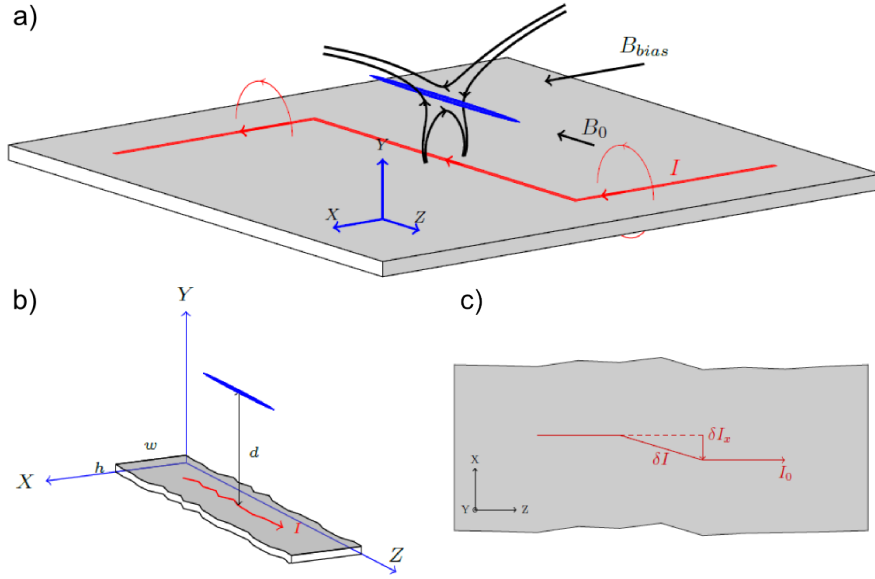 a)
B_bias
B_0
I
Y
X
Z
b)
Y
w
h
d
X
I
Z
c)
δI_x
δI
I_0
X
Y
Z